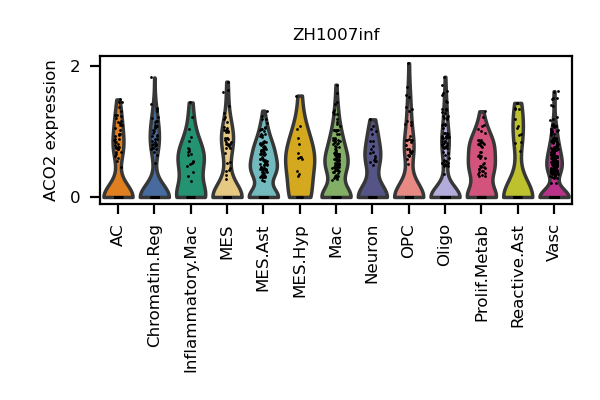 ZH1007inf
ACO2 expression
2
0
AC
Chromatin.Reg
Inflammatory.Mac
MES
MES.Ast
MES.Hyp
Mac
Neuron
OPC
Oligo
Prolif.Metab
Reactive.Ast
Vasc